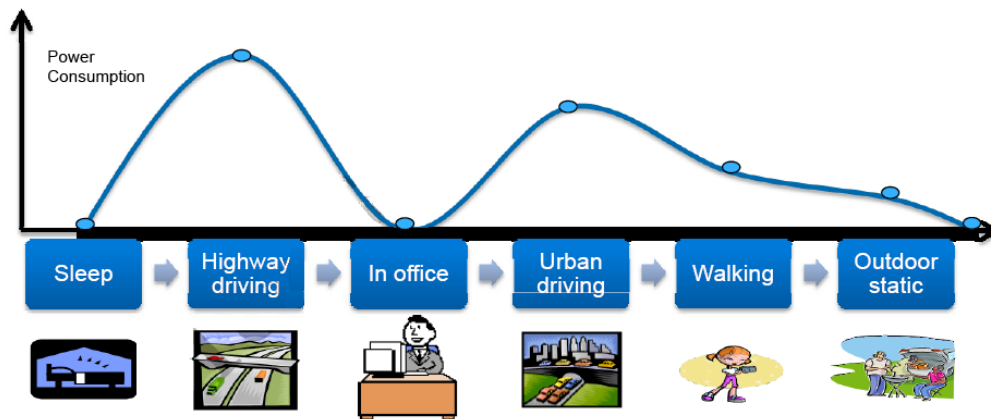 Power
Consumption
Sleep
Highway
driving
In office
Urban
driving
Walking
Outdoor
static